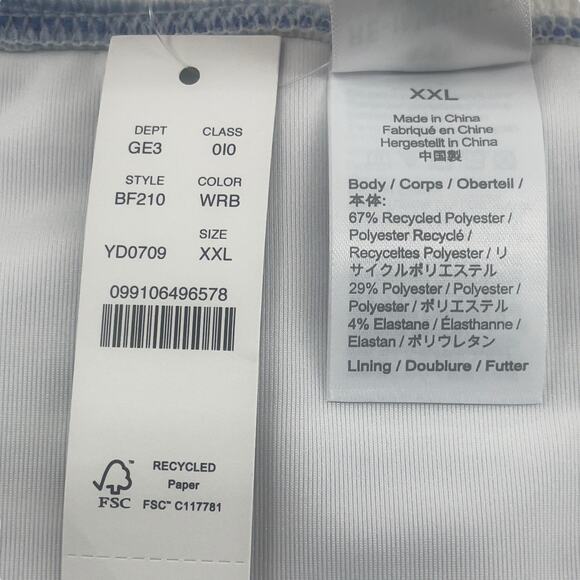 DEPT CLASS
GE3 0I0
STYLE COLOR
BF210 WRB
SIZE
YD0709 XXL
099106496578
FSC
RECYCLED
Paper
FSC™ C117781
XXL
Made in China
Fabriqué en Chine
Hergestellt in China
中国製
Body / Corps / Oberteil /
本体:
67% Recycled Polyester /
Polyester Recyclé /
Recyceltes Polyester / リ
サイクルポリエステル
29% Polyester / Polyester /
Polyester / ポリエステル
4% Elastane / Élasthanne /
Elastan / ポリウレタン
Lining / Doublure / Futter